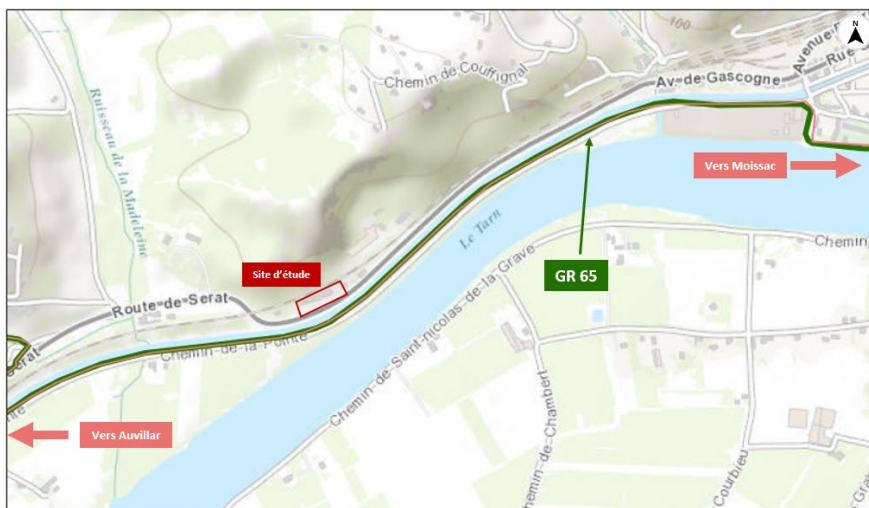 N
100
Avenue
Rue
Av. de Gascogne
Chemin de Couffignal
Ruisseau de la Madeleine
Vers Moissac
Le Tarn
Chemin
Site d'étude
GR 65
Route de Serat
Serat
Chemin de la Pointe
Chemin de Saint-nicolas de la Grave
Chemin de Chambert
Courbieu
Vers Auvillar